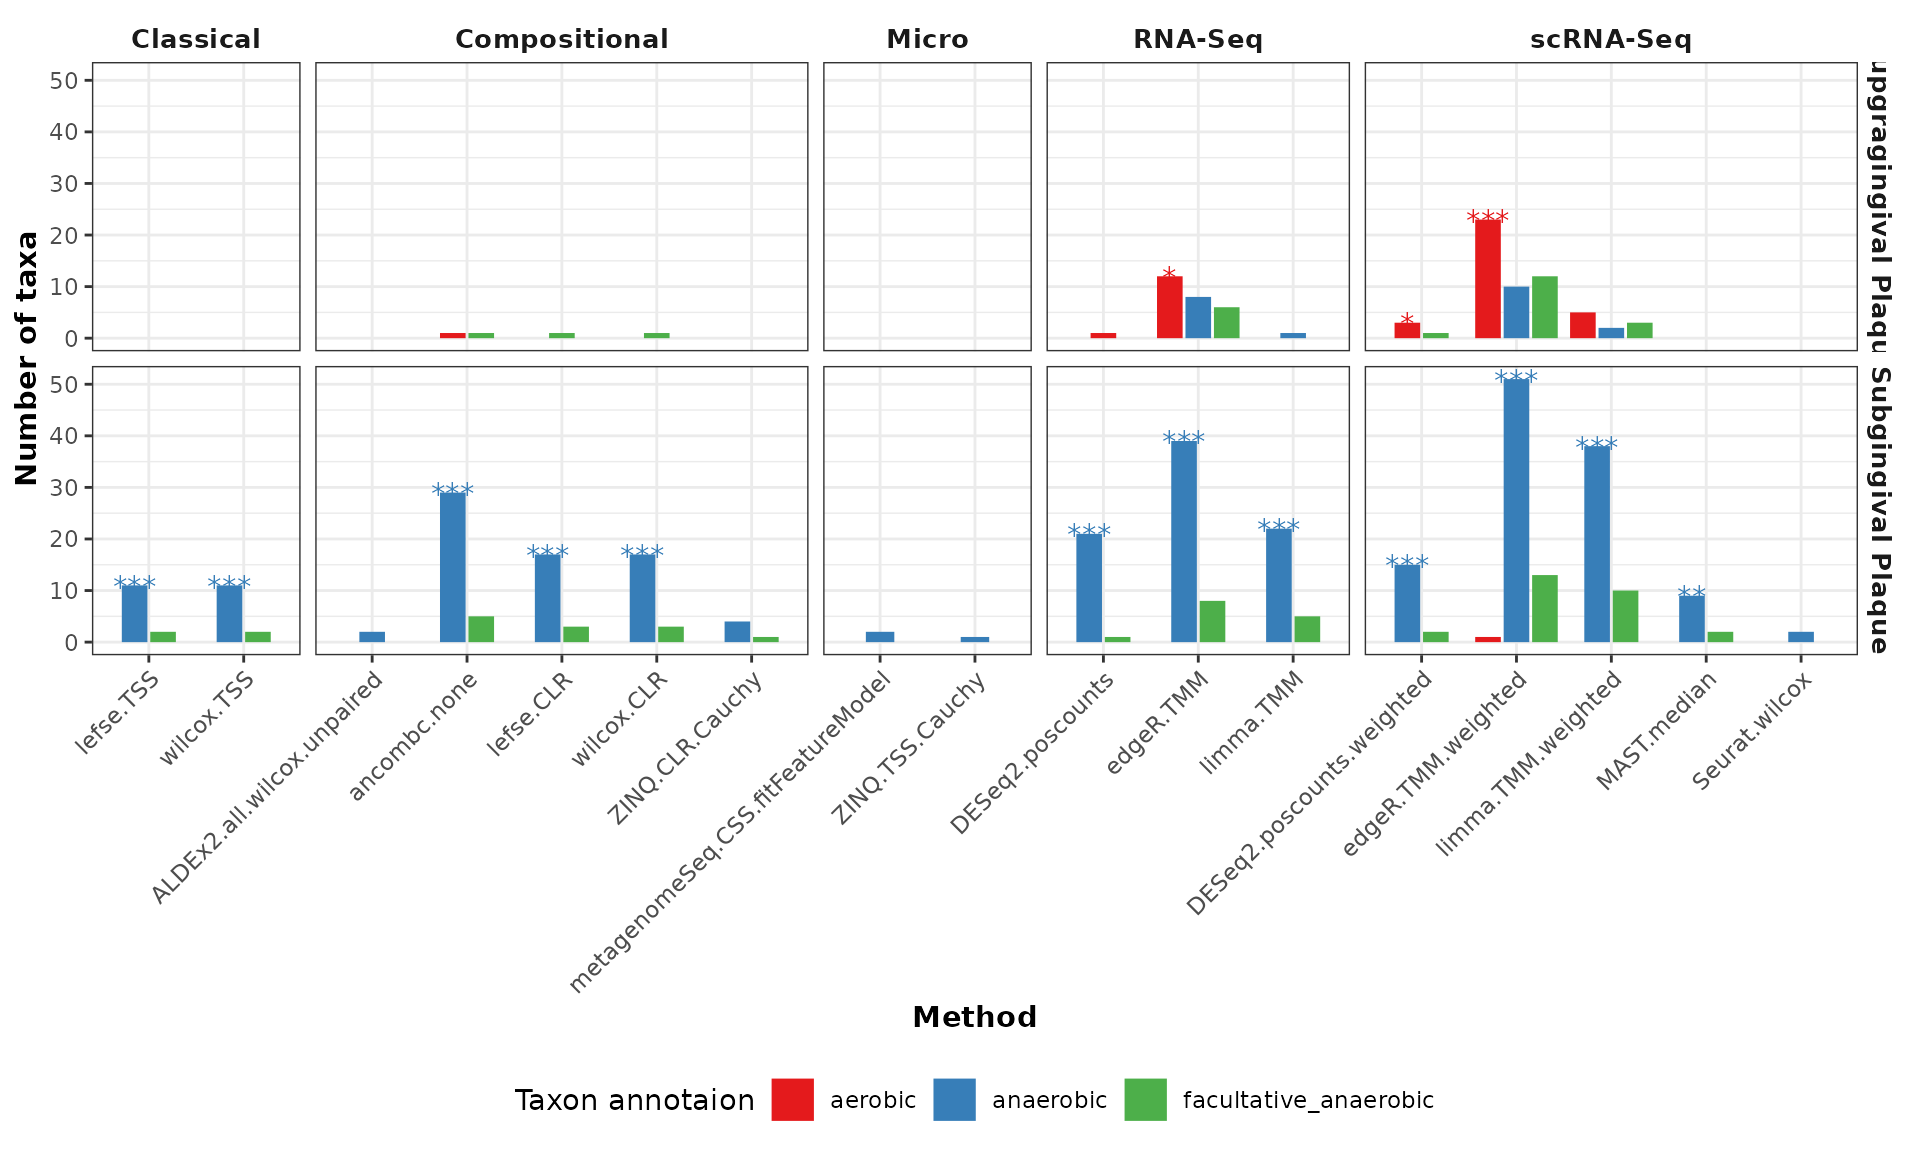 Classical Compositional Micro RNA-Seq scRNA-Seq
Number of taxa
50
40
30
20
10
0
upgragingival Plaqu
*
***
*
50
40
30
20
10
0
Subgingival Plaque
*** ***
*** *** ***
*** *** ***
*** *** *** **
lefse.TSS
wilcox.TSS
ALDEx2.all.wilcox.unpaired
ancombc.none
lefse.CLR
wilcox.CLR
ZINQ.CLR.Cauchy
metagenomeSeq.CSS.fitFeatureModel
ZINQ.TSS.Cauchy
DESeq2.poscounts
edgeR.TMM
limma.TMM
DESeq2.poscounts.weighted
edgeR.TMM.weighted
limma.TMM.weighted
MAST.median
Seurat.wilcox
Method
Taxon annotaion aerobic anaerobic facultative_anaerobic